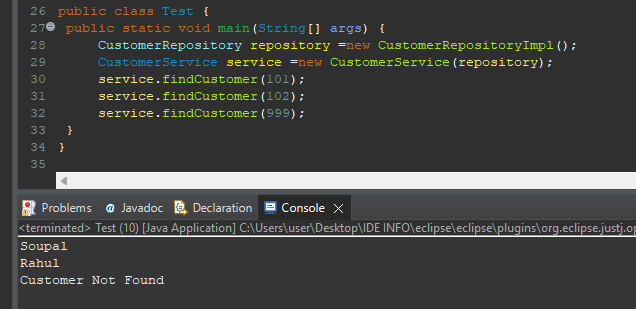 26 public class Test {
27 public static void main(String[] args) {
28 CustomerRepository repository =new CustomerRepositoryImpl();
29 CustomerService service =new CustomerService(repository);
30 service.findCustomer(101);
31 service.findCustomer(102);
32 service.findCustomer(999);
33 }
34 }
35
Problems @ Javadoc Declaration Console
<terminated> Test (10) [Java Application] C:\Users\user\Desktop\IDE INFO\eclipse\eclipse\plugins\org.eclipse.justj.op
Soupal
Rahul
Customer Not Found